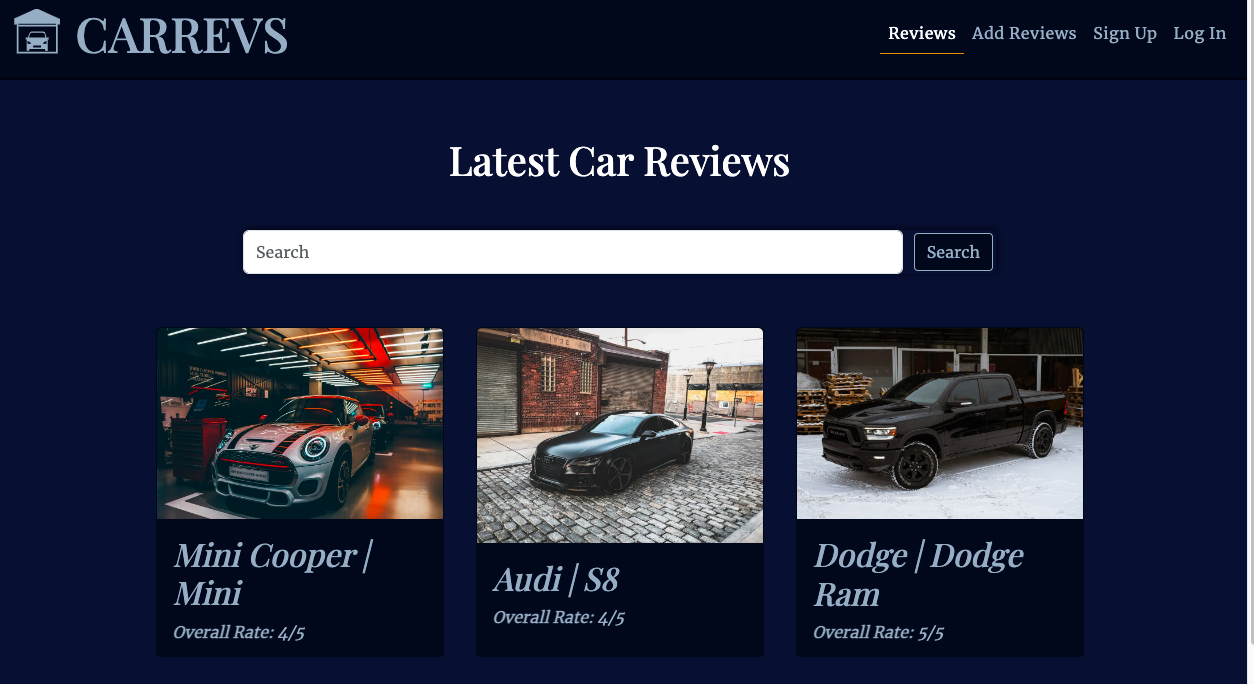 CARREVS
Reviews
Add Reviews
Sign Up
Log In
Latest Car Reviews
Search
Search
Mini Cooper |
Mini
Overall Rate: 4/5
Audi | S8
Overall Rate: 4/5
Dodge | Dodge
Ram
Overall Rate: 5/5